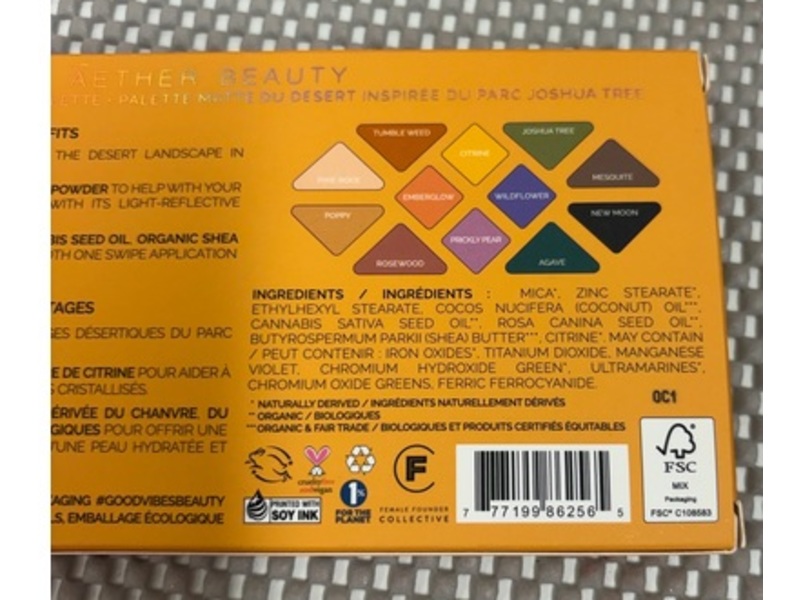 ÆTHER BEAUTY
ETTE • PALETTE MATTE DU DESERT INSPIRÉE DU PARC JOSHUA TREE
FITS
THE DESERT LANDSCAPE IN
POWDER TO HELP WITH YOUR
WITH ITS LIGHT-REFLECTIVE
BIS SEED OIL, ORGANIC SHEA
OTH ONE SWIPE APPLICATION
TAGES
GES DÉSERTIQUES DU PARC
E DE CITRINE POUR AIDER À
S CRISTALLISÉS.
ÉRIVÉE DU CHANVRE, DU
GIQUES POUR OFFRIR UNE
'UNE PEAU HYDRATÉE ET
AGING #GOODVIBESBEAUTY
LS, EMBALLAGE ÉCOLOGIQUE
TUMBLE WEED
CITRINE
JOSHUA TREE
MESQUITE
EMBERGLOW
WILDFLOWER
POPPY
NEW MOON
PRICKLY PEAR
ROSEWOOD
AGAVE
INGREDIENTS / INGRÉDIENTS : MICA*, ZINC STEARATE*,
ETHYLHEXYL STEARATE, COCOS NUCIFERA (COCONUT) OIL***,
CANNABIS SATIVA SEED OIL**, ROSA CANINA SEED OIL**,
BUTYROSPERMUM PARKII (SHEA) BUTTER***, CITRINE*. MAY CONTAIN
/ PEUT CONTENIR : IRON OXIDES*, TITANIUM DIOXIDE, MANGANESE
VIOLET, CHROMIUM HYDROXIDE GREEN*, ULTRAMARINES*,
CHROMIUM OXIDE GREENS, FERRIC FERROCYANIDE.
* NATURALLY DERIVED / INGRÉDIENTS NATURELLEMENT DÉRIVÉS
** ORGANIC / BIOLOGIQUES
*** ORGANIC & FAIR TRADE / BIOLOGIQUES ET PRODUITS CERTIFIÉS ÉQUITABLES
0C1
cruelty free
and vegan
PRINTED WITH
SOY INK
1%
FOR THE
PLANET
F
FEMALE FOUNDER
COLLECTIVE
7 77199 86256 5
FSC
MIX
Packaging
FSC® C108583